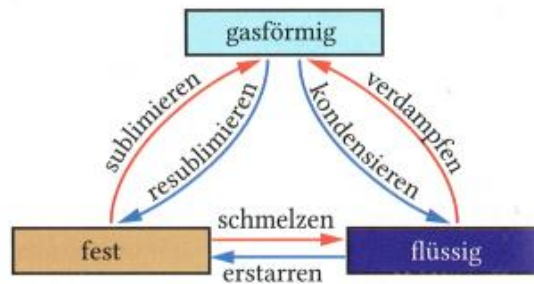 gasförmig
sublimieren
resublimieren
kondensieren
verdampfen
schmelzen
fest
flüssig
erstarren